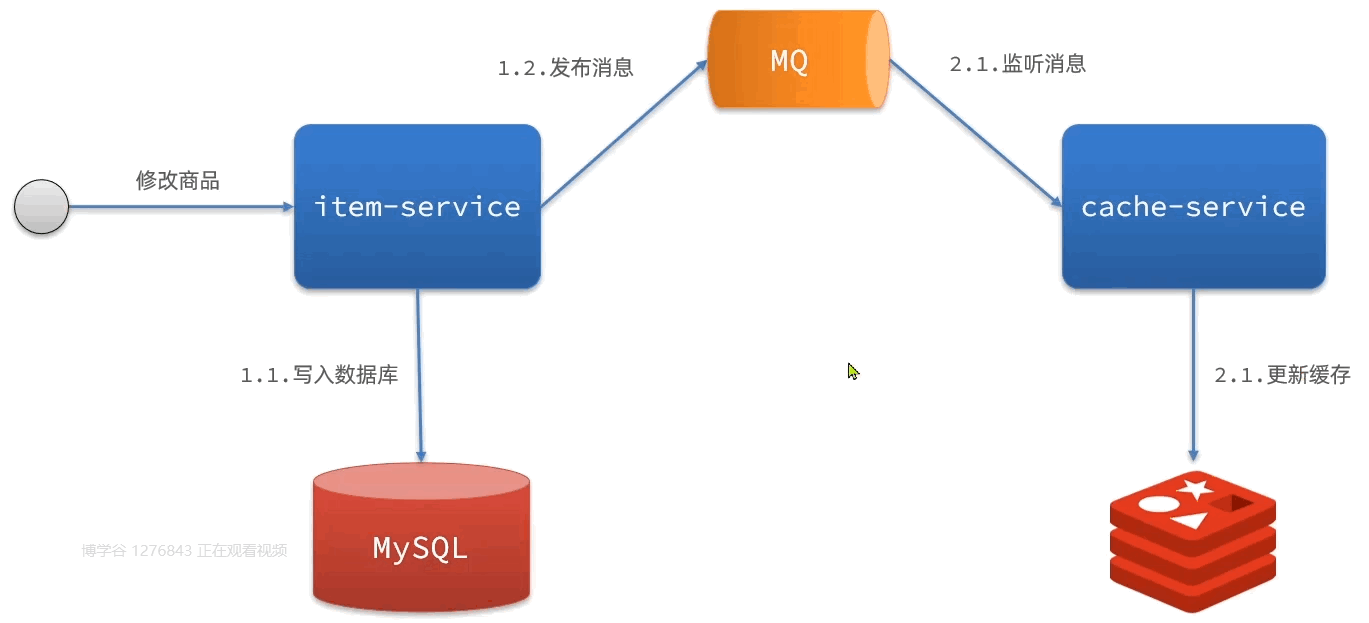 MQ
1.2.发布消息
2.1.监听消息
修改商品
item-service
cache-service
1.1.写入数据库
2.1.更新缓存
MySQL
博学谷 1276843 正在观看视频